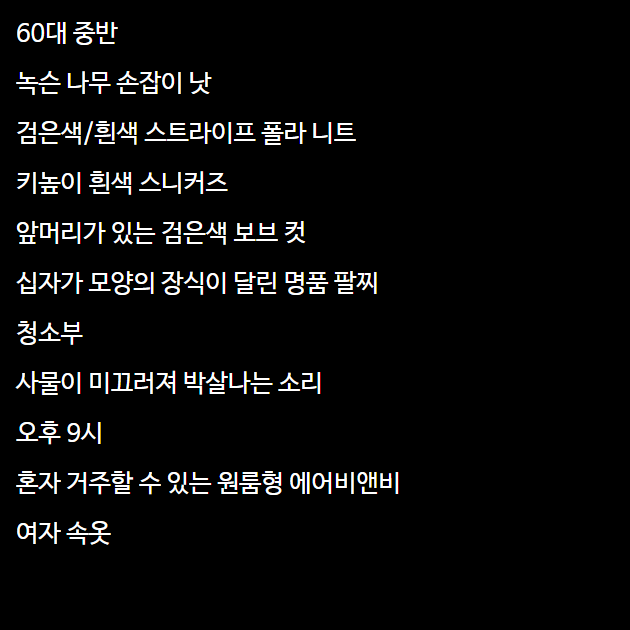 60대 중반
녹슨 나무 손잡이 낫
검은색/흰색 스트라이프 폴라 니트
키높이 흰색 스니커즈
앞머리가 있는 검은색 보브 컷
십자가 모양의 장식이 달린 명품 팔찌
청소부
사물이 미끄러져 박살나는 소리
오후 9시
혼자 거주할 수 있는 원룸형 에어비앤비
여자 속옷